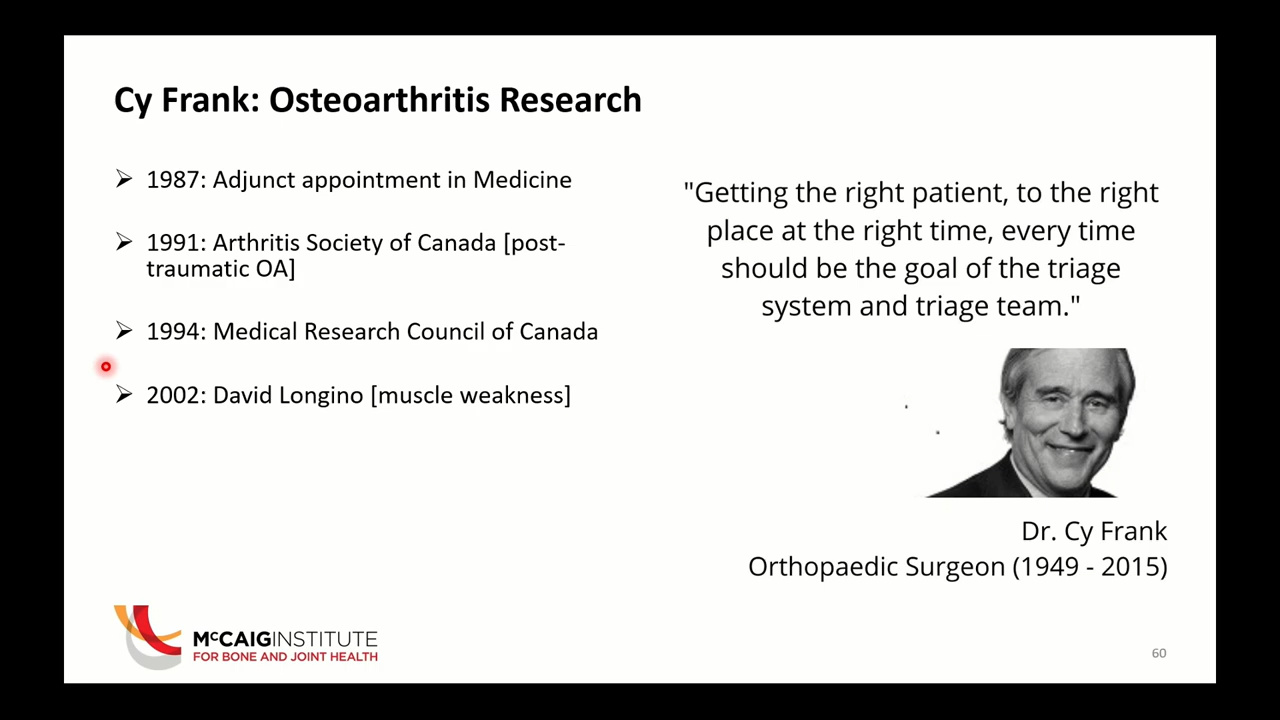 Cy Frank: Osteoarthritis Research
➢ 1987: Adjunct appointment in Medicine
➢ 1991: Arthritis Society of Canada [post-
traumatic OA]
➢ 1994: Medical Research Council of Canada
➢ 2002: David Longino [muscle weakness]
"Getting the right patient, to the right
place at the right time, every time
should be the goal of the triage
system and triage team."
Dr. Cy Frank
Orthopaedic Surgeon (1949 - 2015)
McCAIGINSTITUTE
FOR BONE AND JOINT HEALTH
60